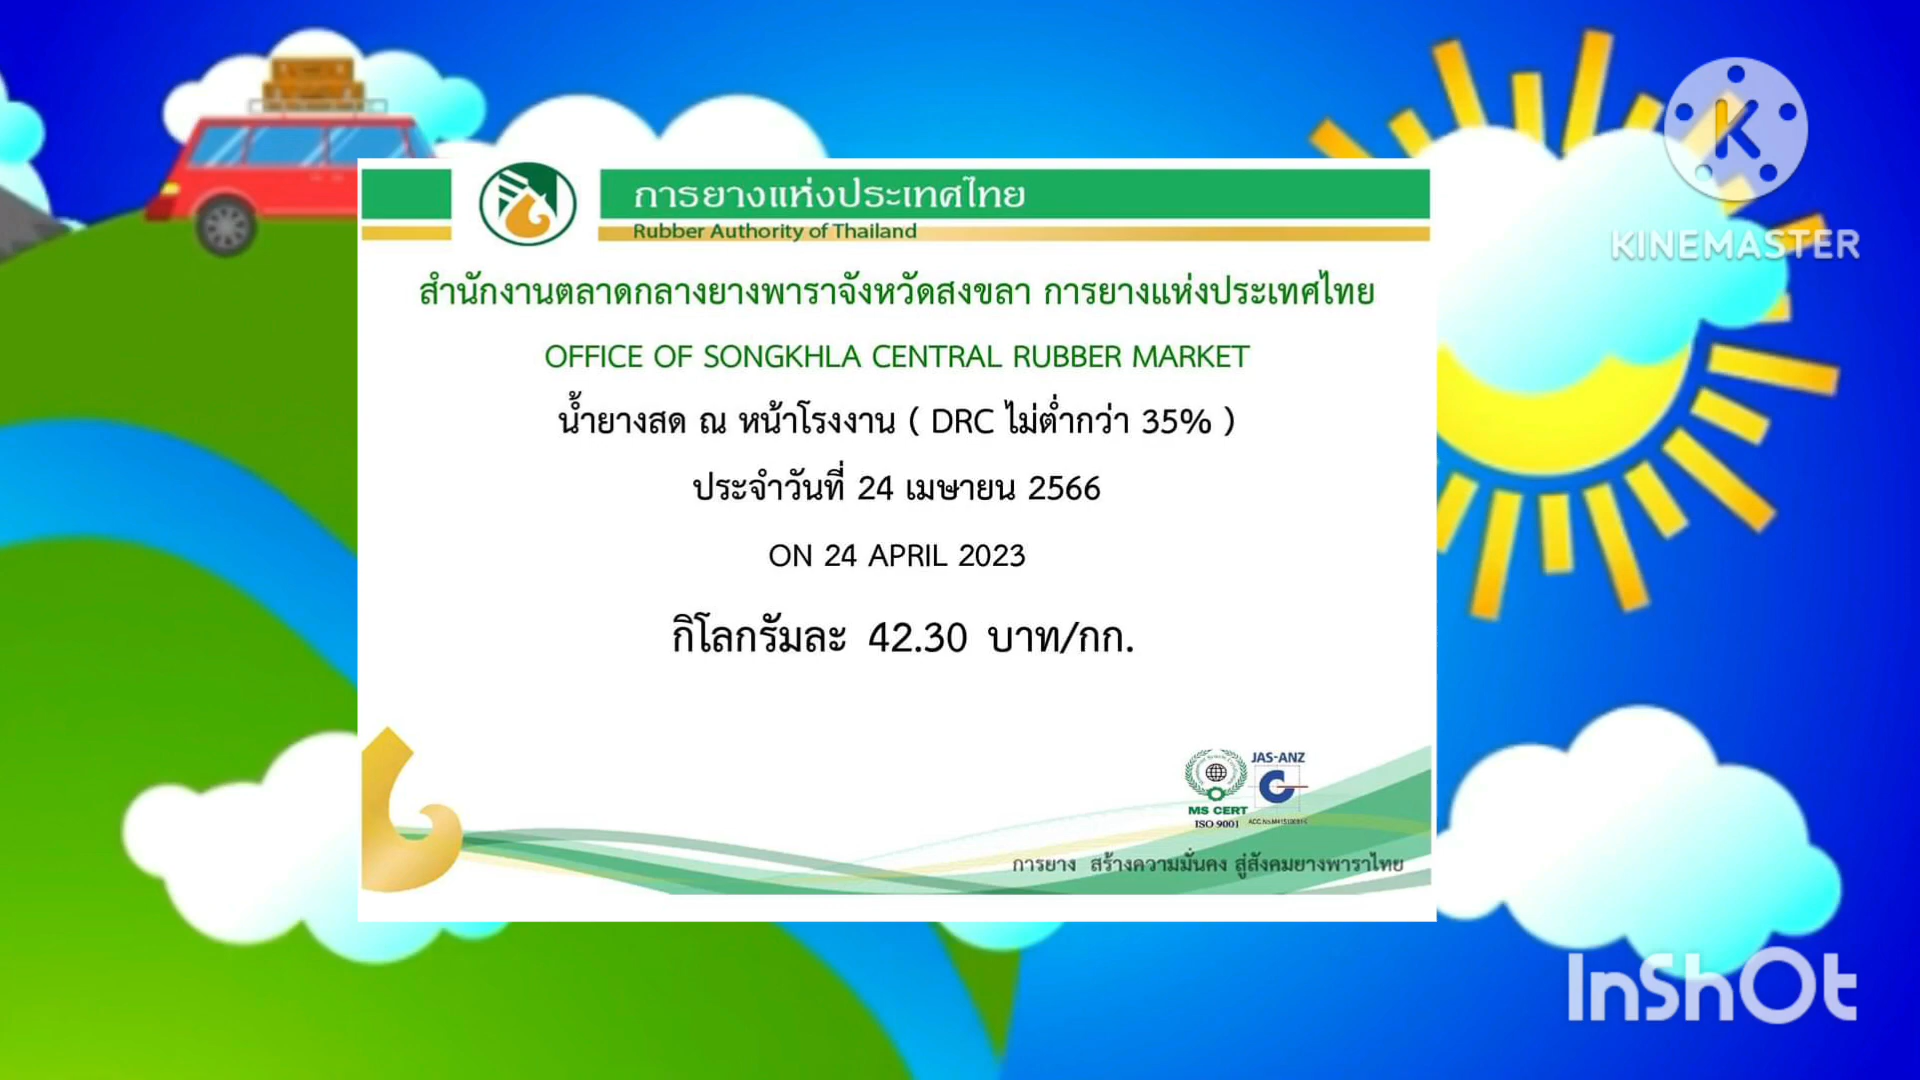 การยางแห่งประเทศไทย
Rubber Authority of Thailand
สำนักงานตลาดกลางยางพาราจังหวัดสงขลา การยางแห่งประเทศไทย
OFFICE OF SONGKHLA CENTRAL RUBBER MARKET
น้ำยางสด ณ หน้าโรงงาน ( DRC ไม่ต่ำกว่า 35% )
ประจำวันที่ 24 เมษายน 2566
ON 24 APRIL 2023
กิโลกรัมละ 42.30 บาท/กก.
JAS-ANZ
MS CERT
ISO 9001
การยาง สร้างความมั่นคง สู่สังคมยางพาราไทย
K
KINEMASTER
InShOt